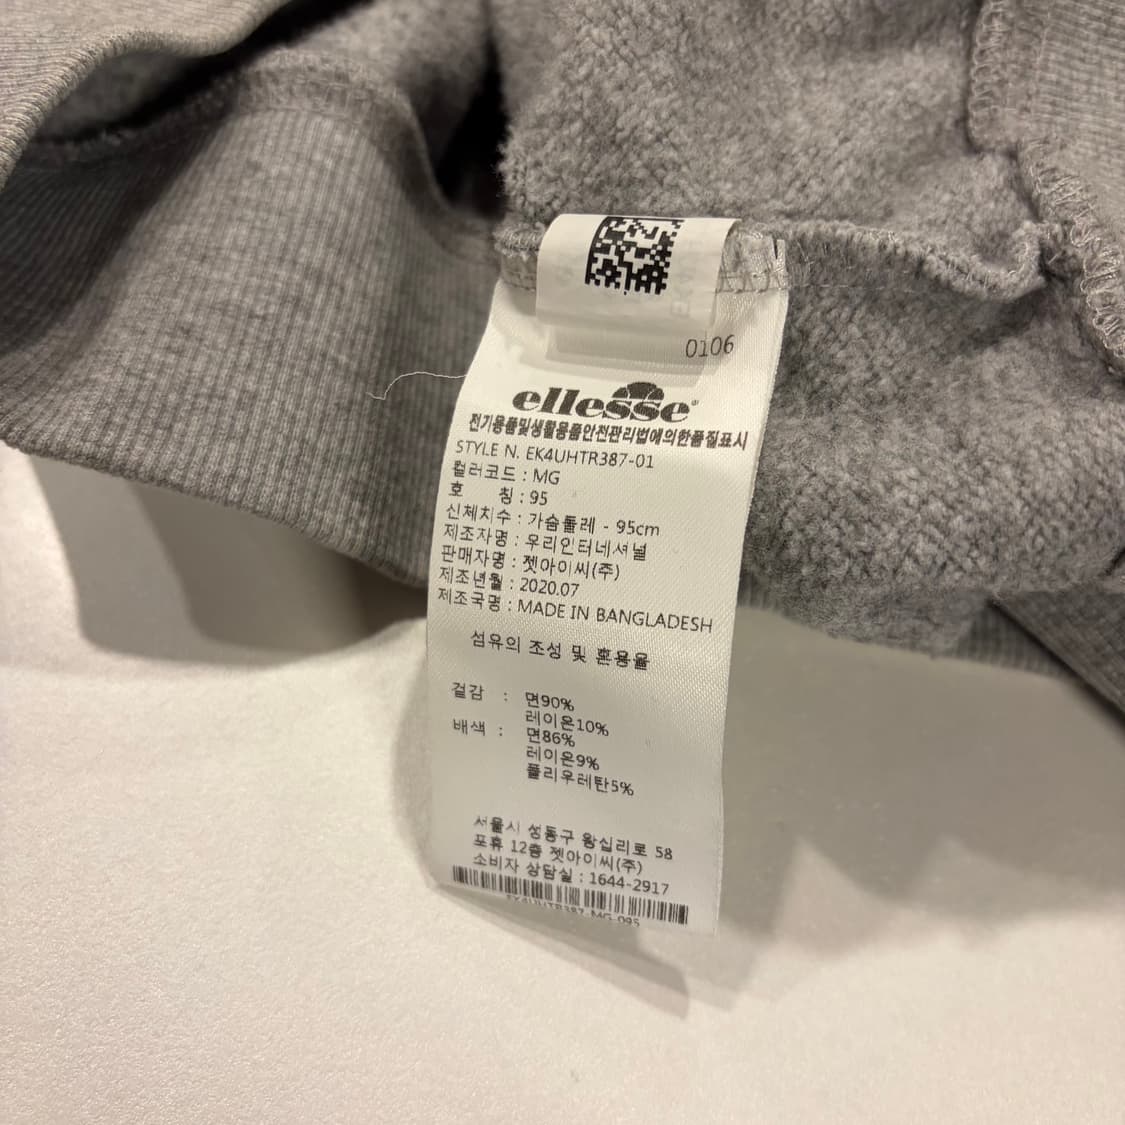 0106
ellesse
전기용품및생활용품안전관리법에의한품질표시
STYLE N. EK4UHTR387-01
컬러코드 : MG
호 칭 : 95
신체치수 : 가슴둘레 - 95cm
제조자명 : 우리인터네셔널
판매자명 : 젯아이씨(주)
제조년월 : 2020.07
제조국명 : MADE IN BANGLADESH
섬유의 조성 및 혼용율
겉감 : 면90%
레이온10%
배색 : 면86%
레이온9%
폴리우레탄5%
서울시 성동구 왕십리로 58
포휴 12층 젯아이씨(주)
소비자 상담실 : 1644-2917
EK4UHTR387-MG-095